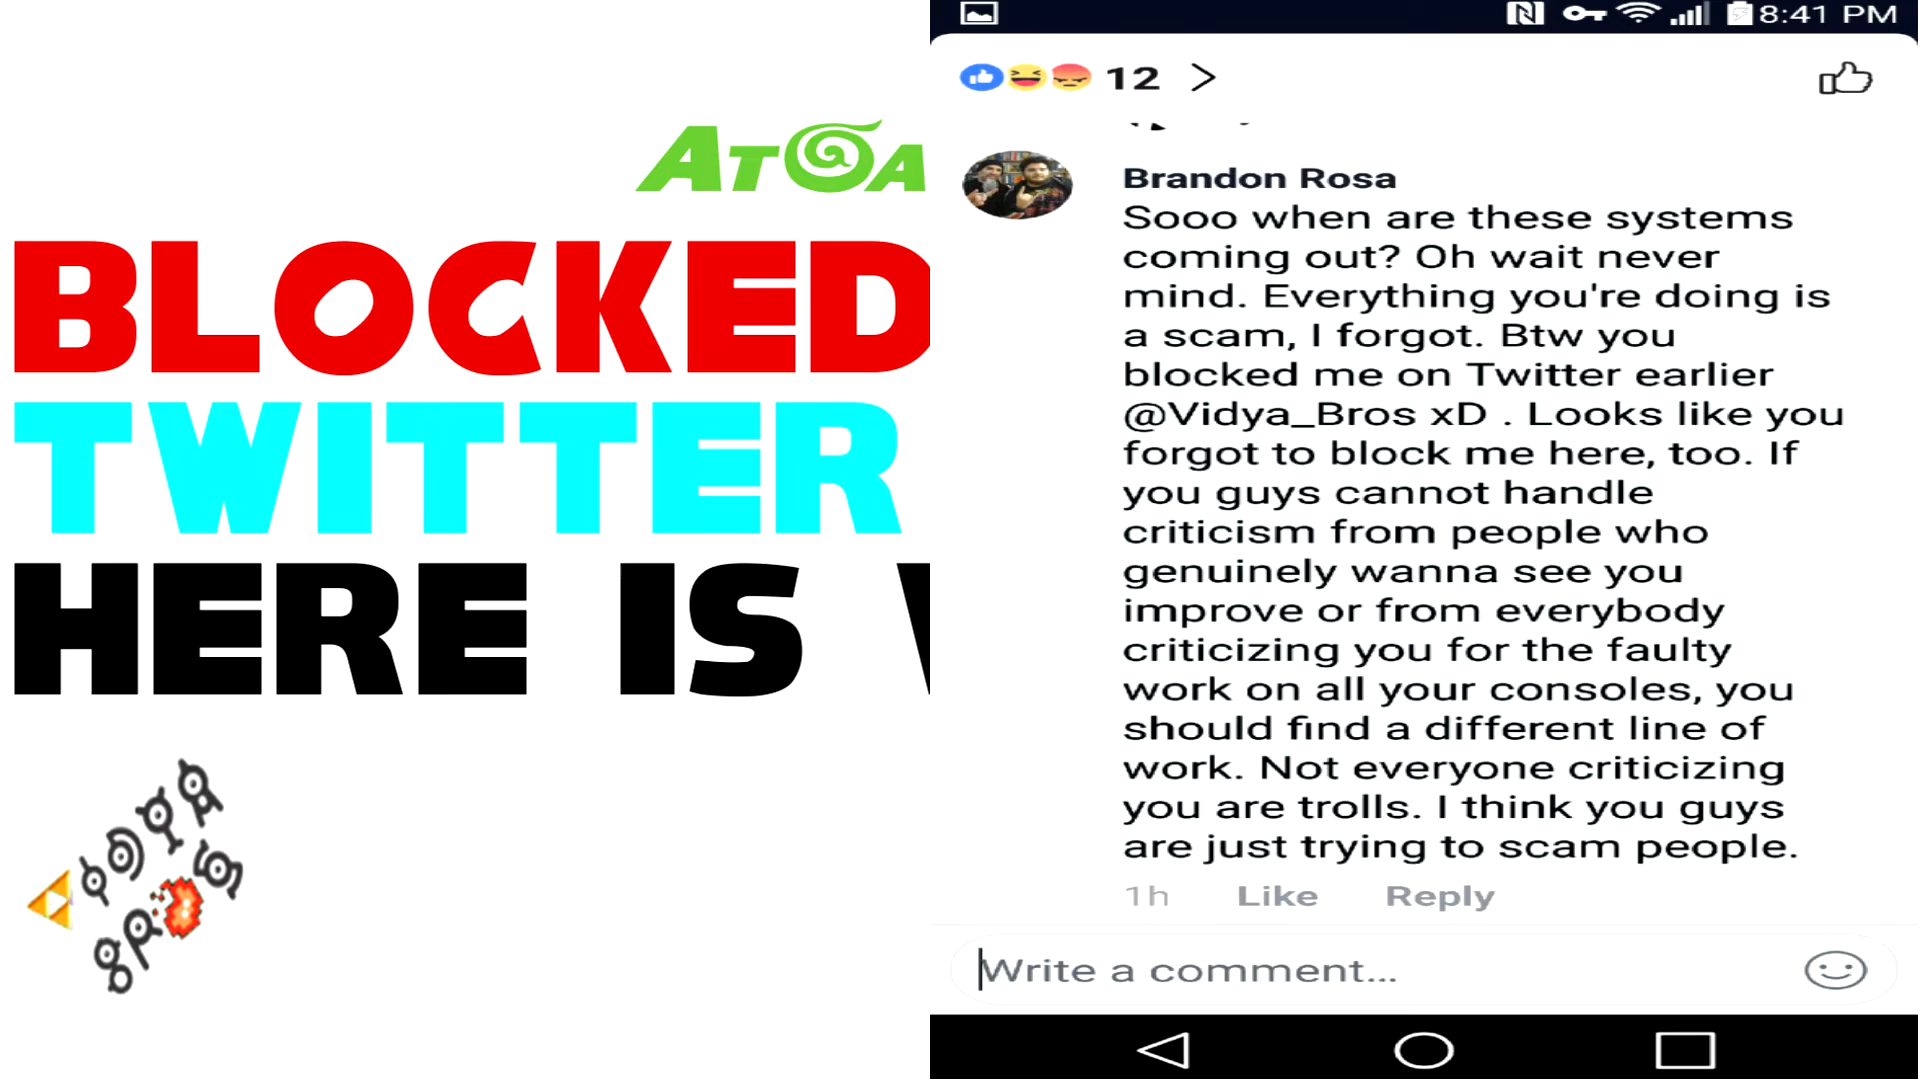 ATGA
BLOCKED
TWITTER
HERE IS
VIDYA
BROS
8:41 PM
12
Brandon Rosa
Sooo when are these systems
coming out? Oh wait never
mind. Everything you're doing is
a scam, I forgot. Btw you
blocked me on Twitter earlier
@Vidya_Bros xD . Looks like you
forgot to block me here, too. If
you guys cannot handle
criticism from people who
genuinely wanna see you
improve or from everybody
criticizing you for the faulty
work on all your consoles, you
should find a different line of
work. Not everyone criticizing
you are trolls. I think you guys
are just trying to scam people.
1h Like Reply
Write a comment...